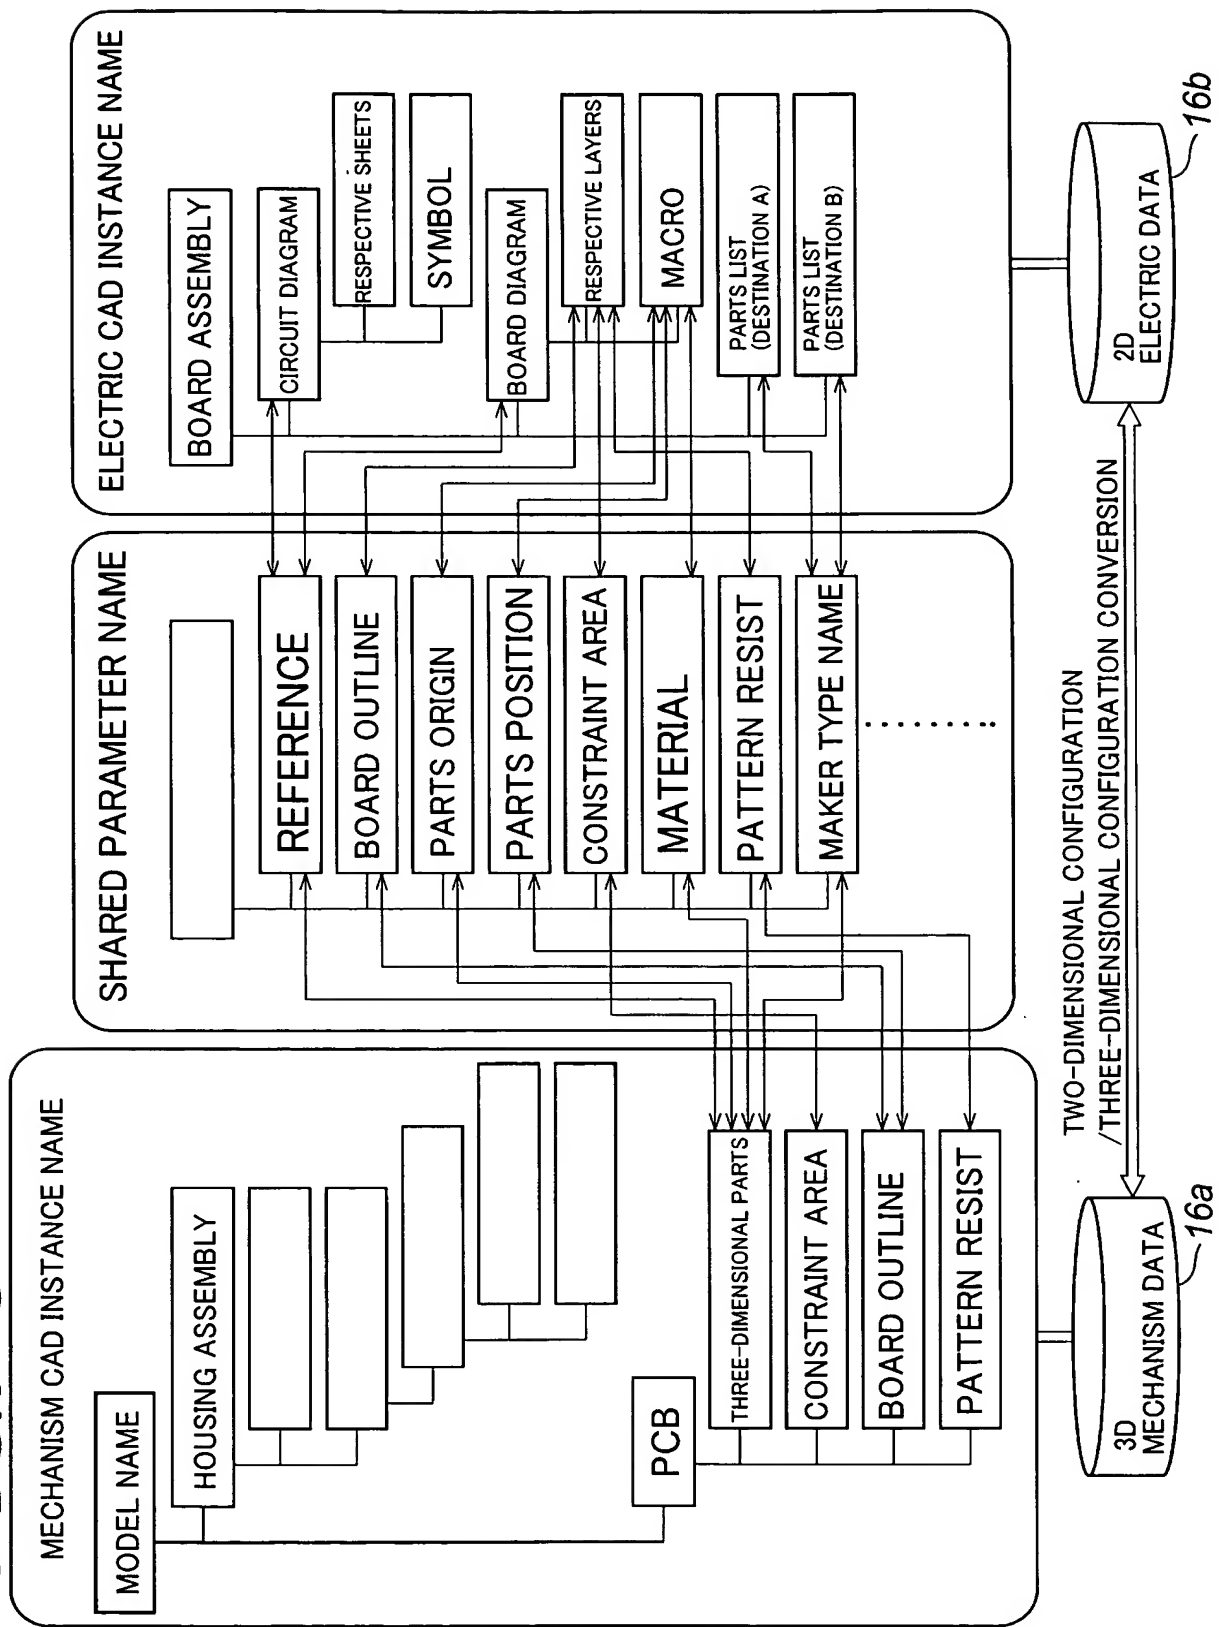 MECHANISM CAD INSTANCE NAME
MODEL NAME
HOUSING ASSEMBLY
PCB
THREE-DIMENSIONAL PARTS
CONSTRAINT AREA
BOARD OUTLINE
PATTERN RESIST
3D
MECHANISM DATA
16a
SHARED PARAMETER NAME
REFERENCE
BOARD OUTLINE
PARTS ORIGIN
PARTS POSITION
CONSTRAINT AREA
MATERIAL
PATTERN RESIST
MAKER TYPE NAME
TWO-DIMENSIONAL CONFIGURATION
/THREE-DIMENSIONAL CONFIGURATION CONVERSION
ELECTRIC CAD INSTANCE NAME
BOARD ASSEMBLY
CIRCUIT DIAGRAM
RESPECTIVE SHEETS
SYMBOL
BOARD DIAGRAM
RESPECTIVE LAYERS
MACRO
PARTS LIST
(DESTINATION A)
PARTS LIST
(DESTINATION B)
2D
ELECTRIC DATA
16b